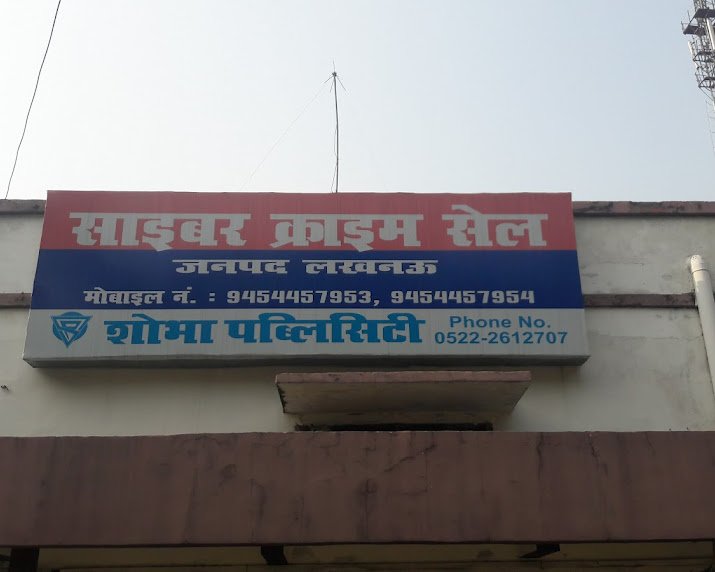 साइबर क्राइम सेल
जनपद लखनऊ
मोबाइल नं. : 9454457953, 9454457954
शोभा पब्लिसिटी Phone No. 0522-2612707